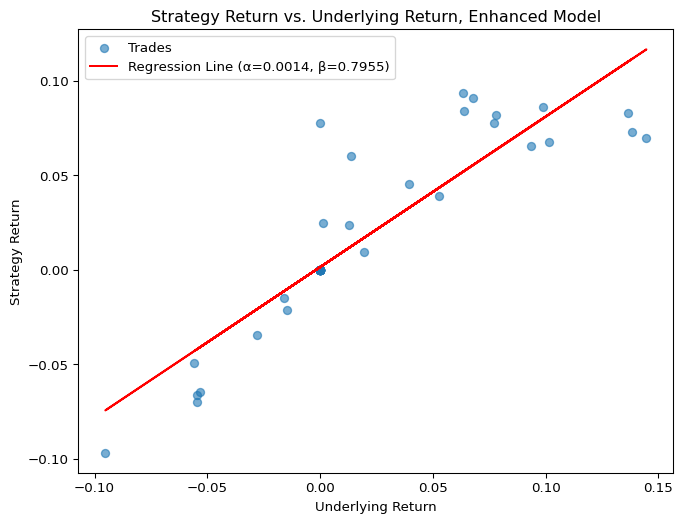 Strategy Return vs. Underlying Return, Enhanced Model
Trades
Regression Line (α=0.0014, β=0.7955)
Strategy Return
0.10
0.05
0.00
−0.05
−0.10
−0.10
−0.05
0.00
0.05
0.10
0.15
Underlying Return